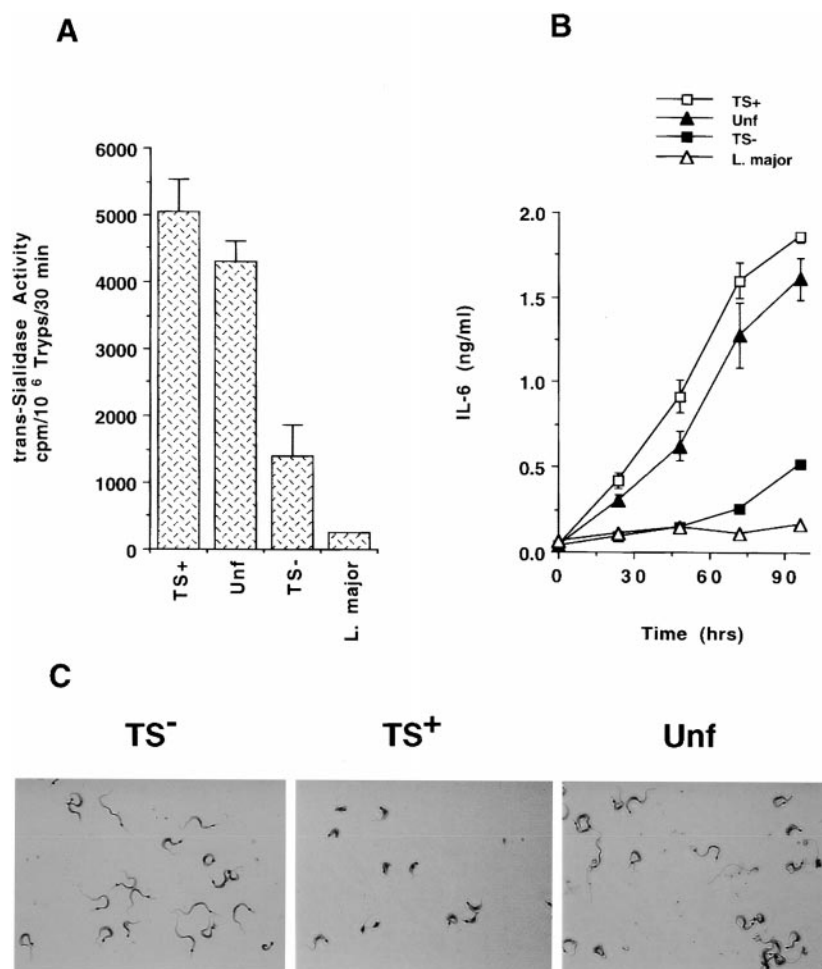 A
trans-Sialidase Activity
cpm/10 6 Tryps/30 min
6000
5000
4000
3000
2000
1000
0
TS+
Unf
TS-
L. major
B
TS+
Unf
TS-
L. major
IL-6 (ng/ml)
2.0
1.5
1.0
0.5
0.0
0 30 60 90
Time (hrs)
C
TS- TS+ Unf